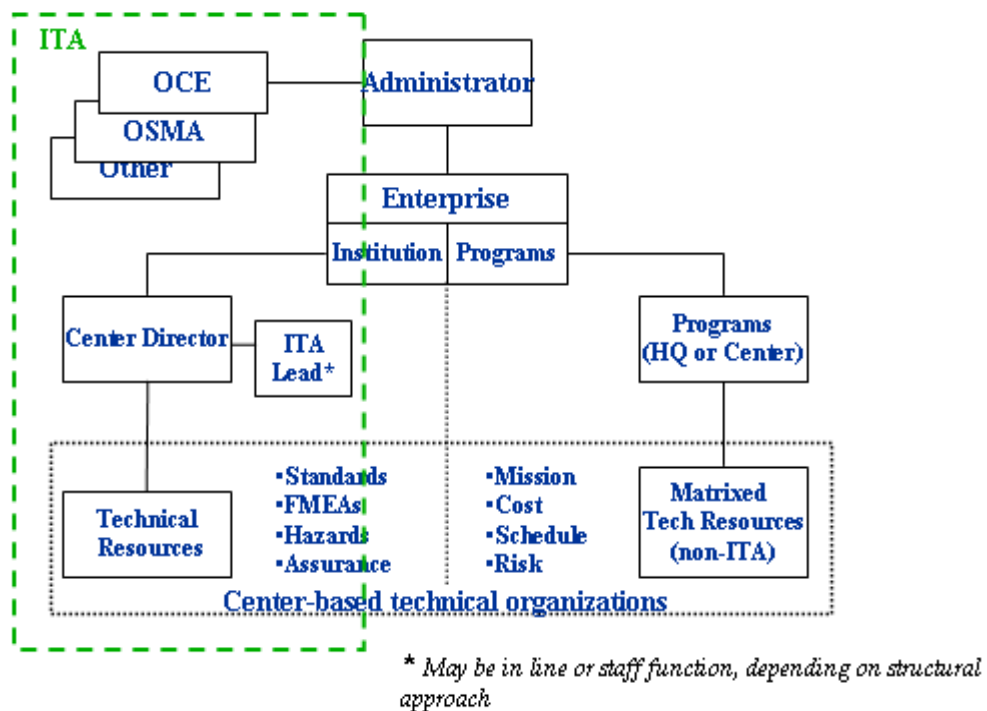 ITA
OCE
Administrator
OSMA
Other
Enterprise
Institution
Programs
Center Director
ITA
Lead*
Programs
(HQ or Center)
Technical
Resources
▪Standards
▪FMEAs
▪Hazards
▪Assurance
▪Mission
▪Cost
▪Schedule
▪Risk
Matrixed
Tech Resources
(non-ITA)
Center-based technical organizations
* May be in line or staff function, depending on structural
approach